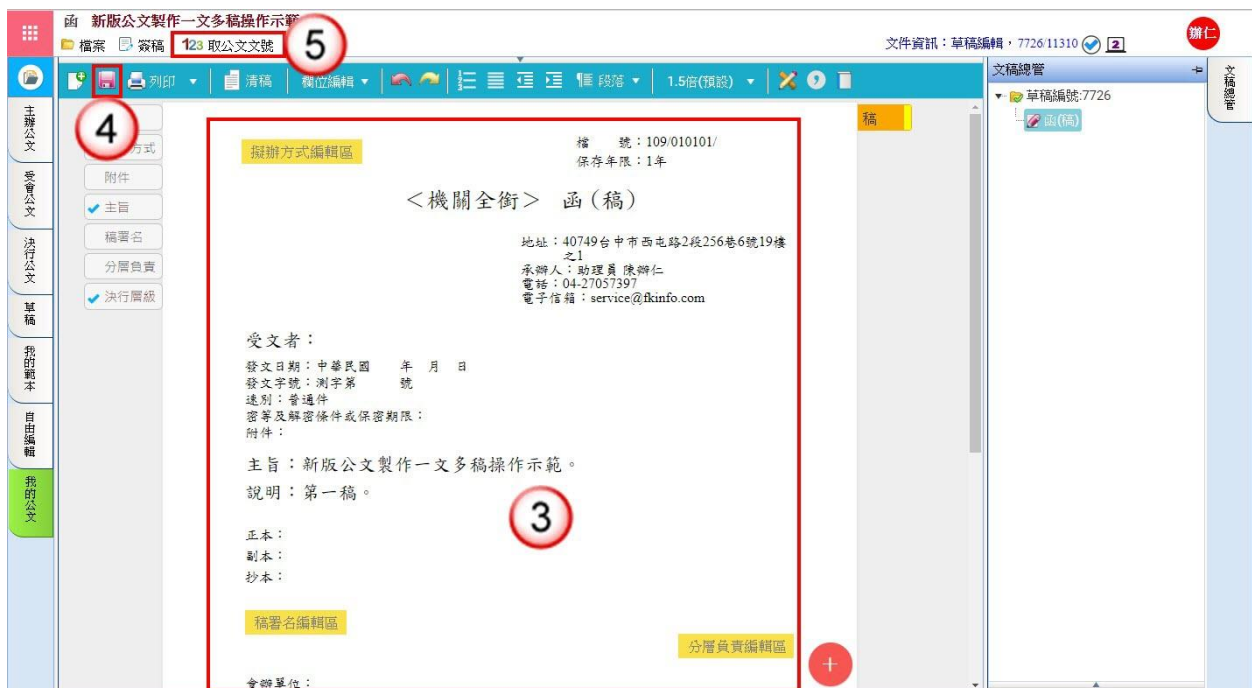 函 新版公文製作一文多稿操作示範
檔案 簽稿 123 取公文文號
5
文件資訊：草稿編輯，7726/11310 2
辦仁
列印 清稿 欄位編輯 段落 1.5倍(預設)
4
方式
附件
主旨
稿署名
分層負責
決行層級
主辦公文
受會公文
決行公文
草稿
我的範本
自由編輯
我的公文
擬辦方式編輯區
檔 號：109/010101/
保存年限：1年
＜機關全銜＞ 函（稿）
地址：40749台中市西屯路2段256巷6號19樓
之1
承辦人：助理員 陳辦仁
電話：04-27057397
電子信箱：service@fkinfo.com
受文者：
發文日期：中華民國 年 月 日
發文字號：測字第 號
速別：普通件
密等及解密條件或保密期限：
附件：
主旨：新版公文製作一文多稿操作示範。
說明：第一稿。
3
正本：
副本：
抄本：
稿署名編輯區
分層負責編輯區
會辦單位：
稿
文稿總管
草稿編號:7726
函(稿)
文稿總管